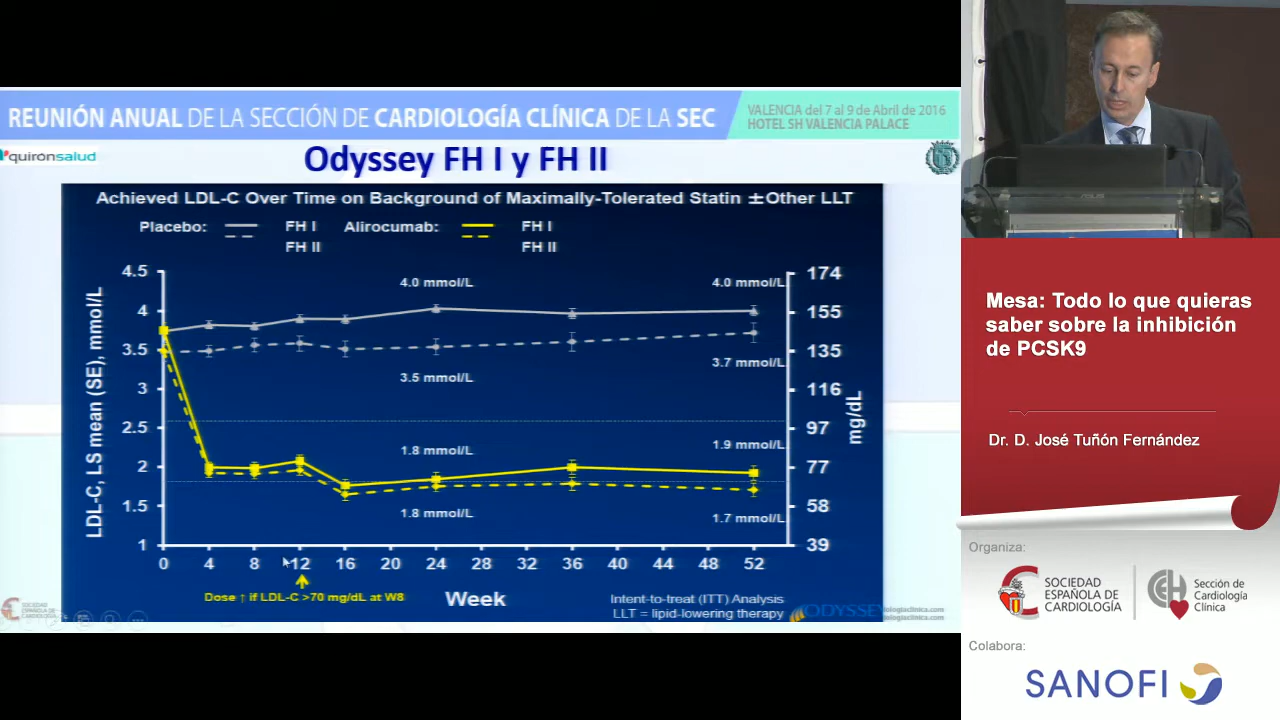 REUNIÓN ANUAL DE LA SECCIÓN DE CARDIOLOGÍA CLÍNICA DE LA SEC
VALENCIA del 7 al 9 de Abril de 2016
HOTEL SH VALENCIA PALACE
quirónsalud
Odyssey FH I y FH II
Achieved LDL-C Over Time on Background of Maximally-Tolerated Statin ±Other LLT
Placebo: FH I Alirocumab: FH I
FH II FH II
4.5 174
4.0 mmol/L 4.0 mmol/L
4 155
3.5 135
3.5 mmol/L 3.7 mmol/L
3 116
2.5 97
1.8 mmol/L 1.9 mmol/L
2 77
1.5 58
1.8 mmol/L 1.7 mmol/L
1 39
LDL-C, LS mean (SE), mmol/L
mg/dL
0 4 8 12 16 20 24 28 32 36 40 44 48 52
Dose ↑ if LDL-C >70 mg/dL at W8
Week
Intent-to-treat (ITT) Analysis
LLT = lipid-lowering therapy
ODYSSEY
ASUS
Mesa: Todo lo que quieras
saber sobre la inhibición
de PCSK9
Dr. D. José Tuñón Fernández
Organiza:
SOCIEDAD
ESPAÑOLA DE
CARDIOLOGÍA
Sección de
Cardiología
Clínica
Colabora:
SANOFI